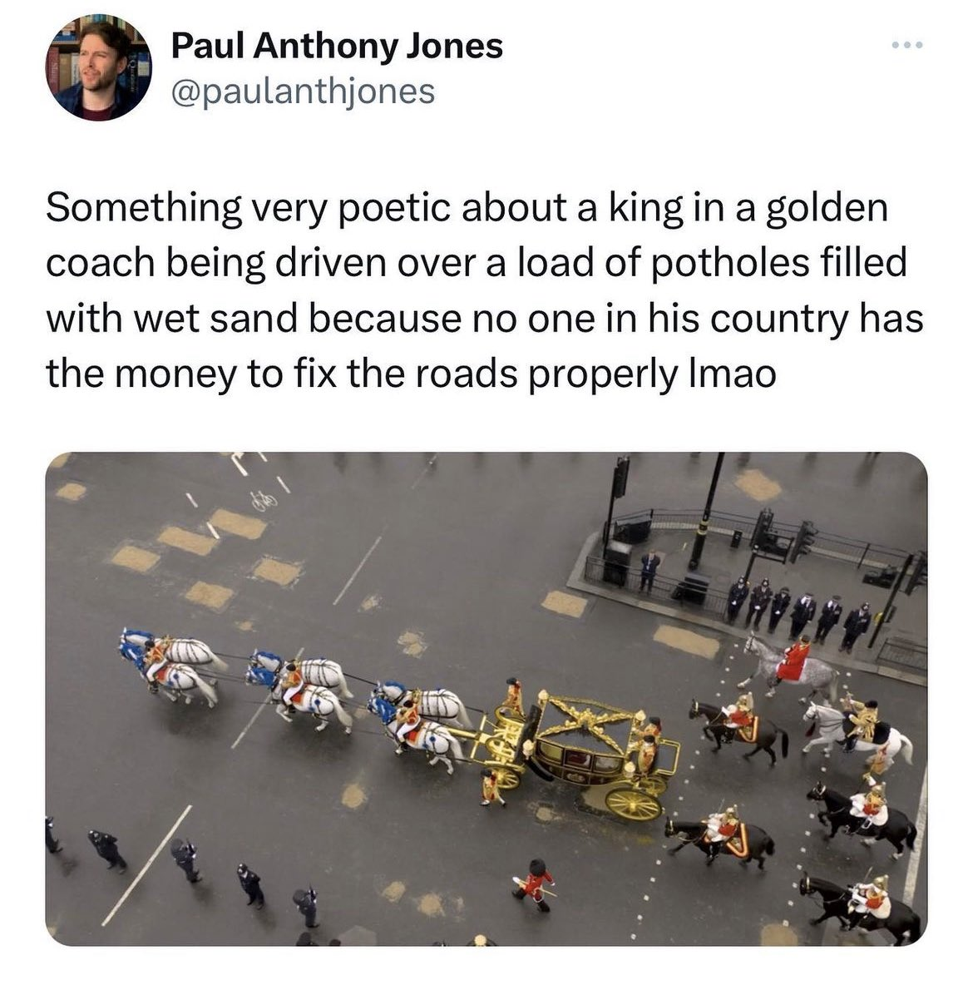 Paul Anthony Jones
@paulanthjones
Something very poetic about a king in a golden
coach being driven over a load of potholes filled
with wet sand because no one in his country has
the money to fix the roads properly lmao